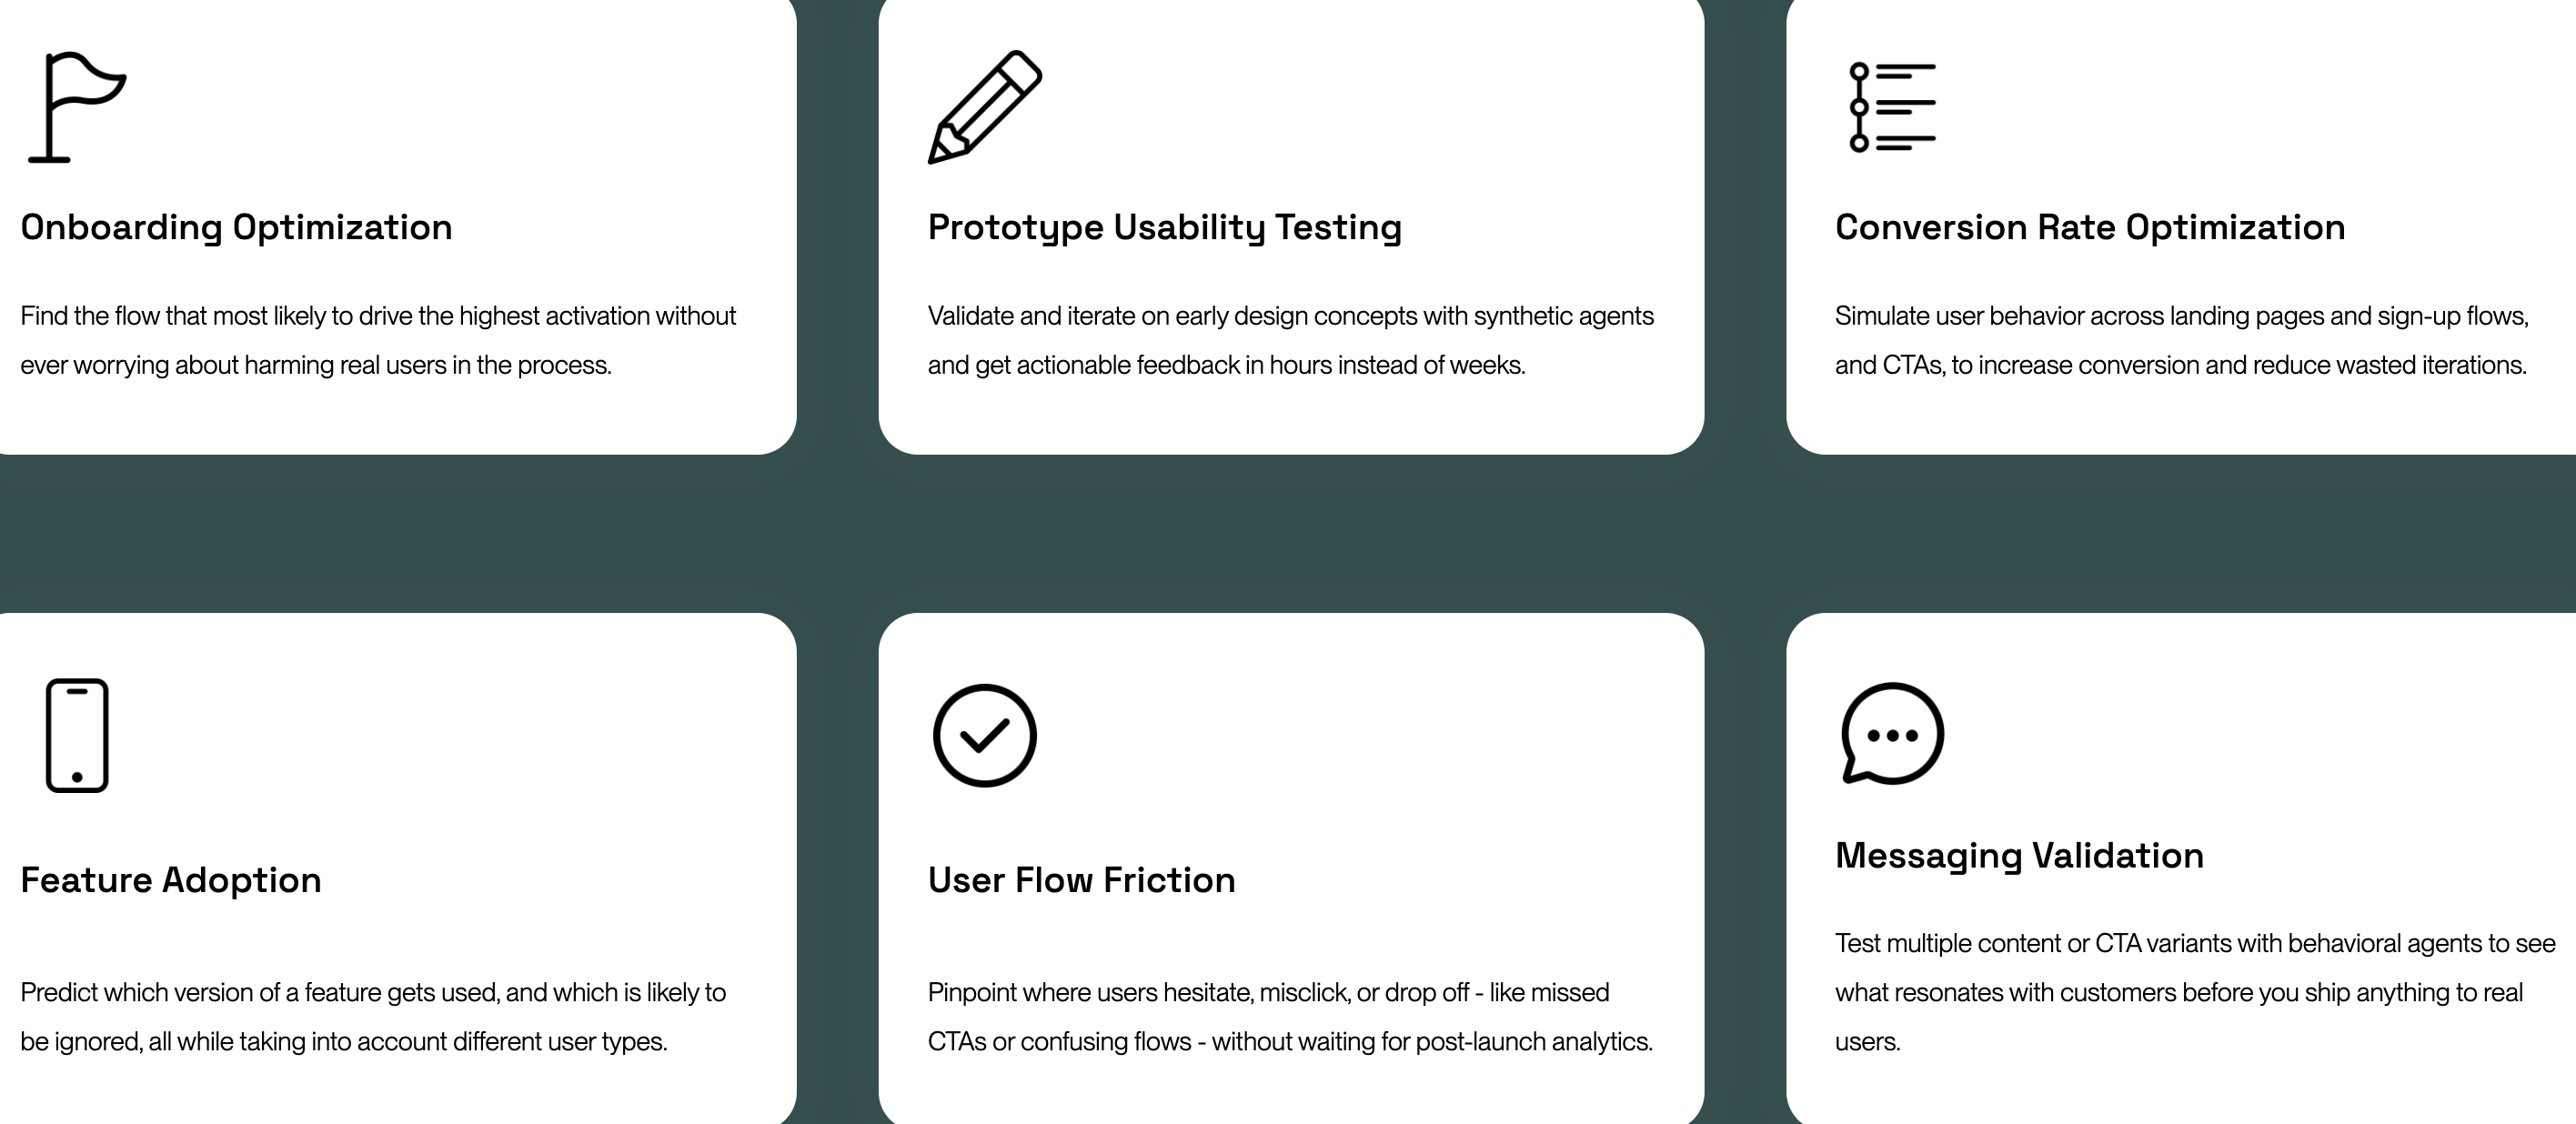 Onboarding Optimization
Find the flow that most likely to drive the highest activation without
ever worrying about harming real users in the process.
Prototype Usability Testing
Validate and iterate on early design concepts with synthetic agents
and get actionable feedback in hours instead of weeks.
Conversion Rate Optimization
Simulate user behavior across landing pages and sign-up flows,
and CTAs, to increase conversion and reduce wasted iterations.
Feature Adoption
Predict which version of a feature gets used, and which is likely to
be ignored, all while taking into account different user types.
User Flow Friction
Pinpoint where users hesitate, misclick, or drop off - like missed
CTAs or confusing flows - without waiting for post-launch analytics.
Messaging Validation
Test multiple content or CTA variants with behavioral agents to see
what resonates with customers before you ship anything to real
users.